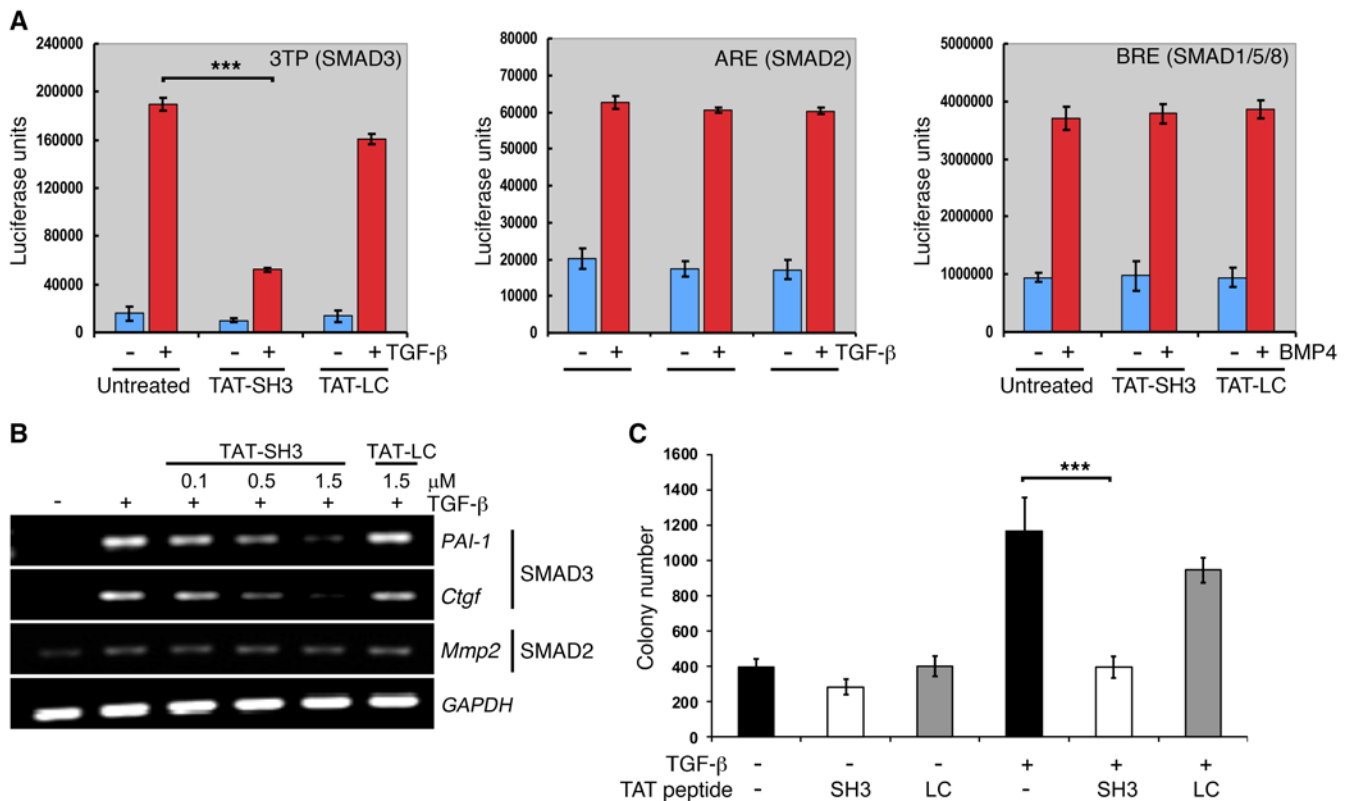 A
240000
200000
160000
120000
80000
40000
0
Luciferase units
3TP (SMAD3)
***
- + - + - + TGF-β
Untreated TAT-SH3 TAT-LC
80000
70000
60000
50000
40000
30000
20000
10000
0
Luciferase units
ARE (SMAD2)
- + - + - + TGF-β
5000000
4000000
3000000
2000000
1000000
0
Luciferase units
BRE (SMAD1/5/8)
- + - + - + BMP4
Untreated TAT-SH3 TAT-LC
B
TAT-SH3 TAT-LC
0.1 0.5 1.5 1.5 μM
- + + + + + TGF-β
PAI-1
Ctgf
SMAD3
Mmp2 SMAD2
GAPDH
C
1600
1400
1200
1000
800
600
400
200
0
Colony number
***
TGF-β - - - + + +
TAT peptide - SH3 LC - SH3 LC